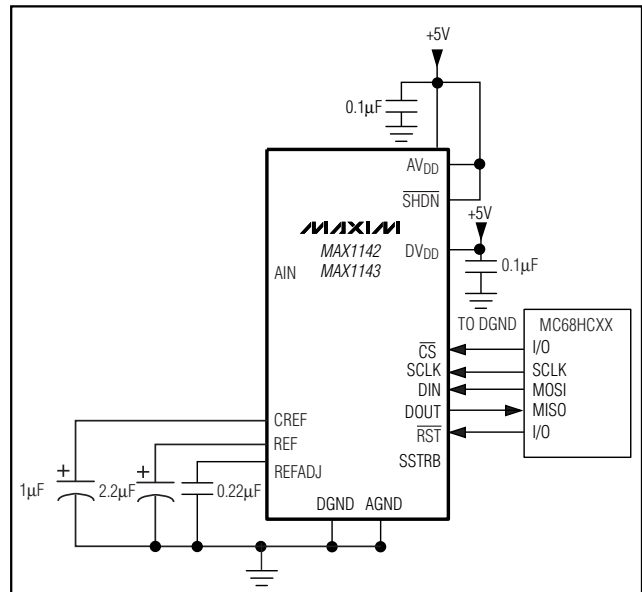 +5V
0.1µF
AVDD
SHDN
+5V
MAXIM
MAX1142
MAX1143
DVDD
AIN
0.1µF
TO DGND
MC68HCXX
CS
I/O
SCLK
SCLK
DIN
MOSI
DOUT
MISO
RST
I/O
SSTRB
CREF
REF
REFADJ
+
+
1µF
2.2µF
0.22µF
DGND
AGND